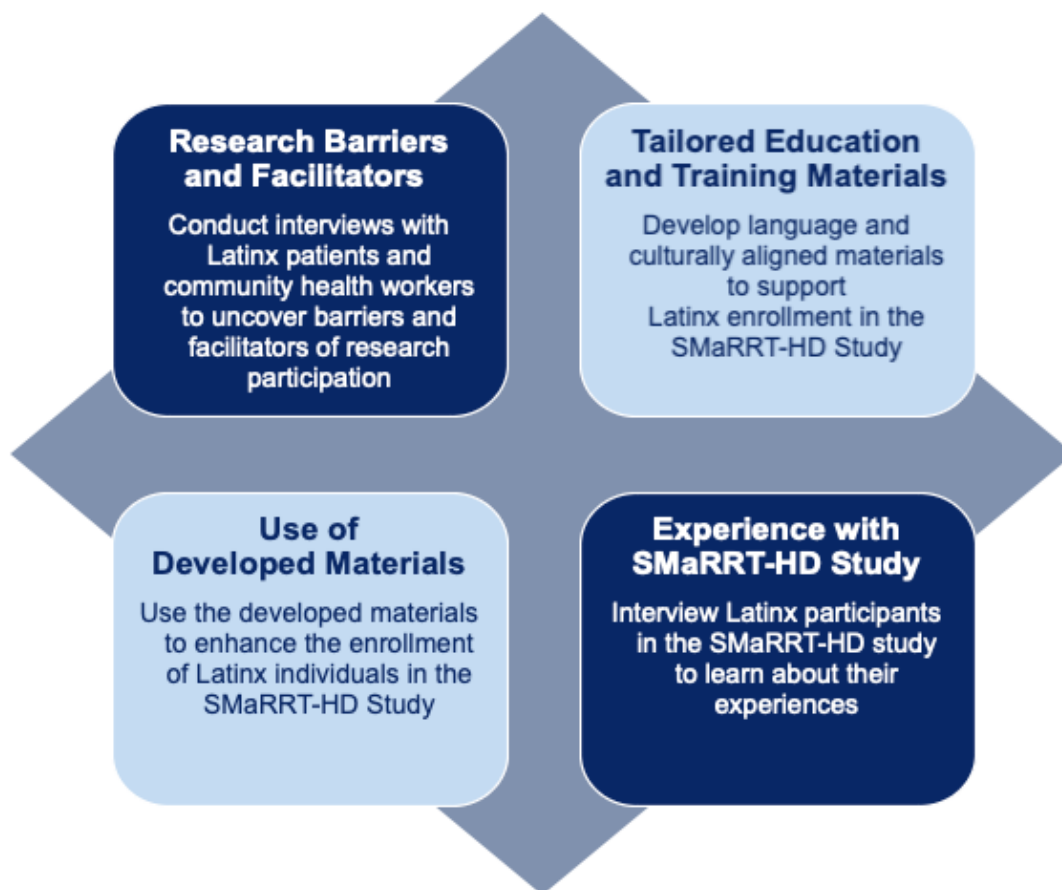 Research Barriers
and Facilitators
Conduct interviews with
Latinx patients and
community health workers
to uncover barriers and
facilitators of research
participation
Tailored Education
and Training Materials
Develop language and
culturally aligned materials
to support
Latinx enrollment in the
SMaRRT-HD Study
Use of
Developed Materials
Use the developed materials
to enhance the enrollment
of Latinx individuals in the
SMaRRT-HD Study
Experience with
SMaRRT-HD Study
Interview Latinx participants
in the SMaRRT-HD study
to learn about their
experiences